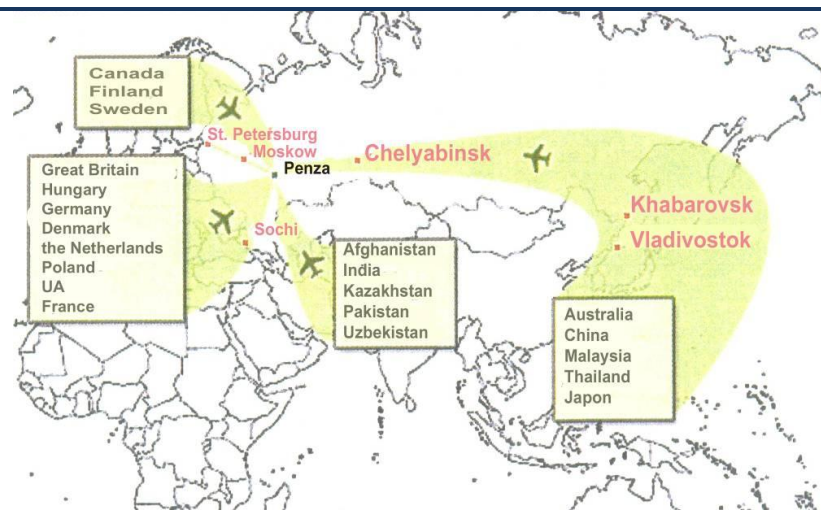 Canada
Finland
Sweden
St. Petersburg
Moskow
Chelyabinsk
Penza
Great Britain
Hungary
Germany
Denmark
the Netherlands
Poland
UA
France
Sochi
Khabarovsk
Vladivostok
Afghanistan
India
Kazakhstan
Pakistan
Uzbekistan
Australia
China
Malaysia
Thailand
Japon